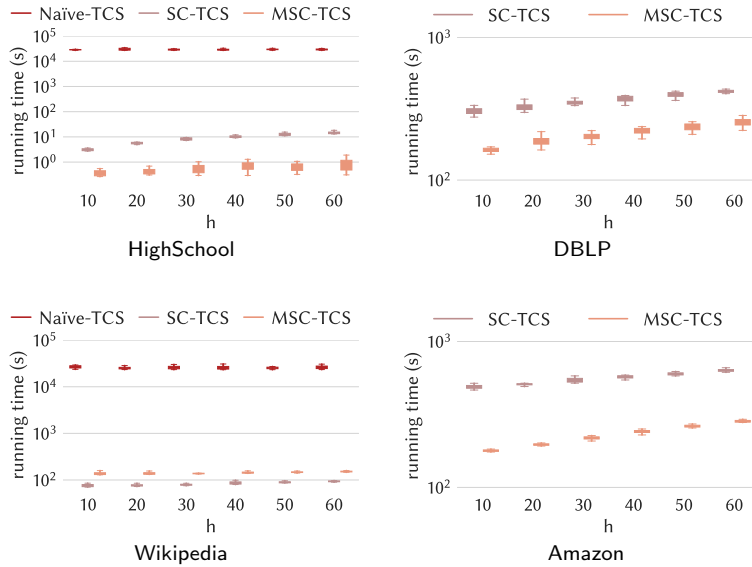 Naïve-TCS SC-TCS MSC-TCS
running time (s)
10^5
10^4
10^3
10^2
10^1
10^0
10 20 30 40 50 60
h
HighSchool
SC-TCS MSC-TCS
running time (s)
10^3
10^2
10 20 30 40 50 60
h
DBLP
Naïve-TCS SC-TCS MSC-TCS
running time (s)
10^5
10^4
10^3
10^2
10 20 30 40 50 60
h
Wikipedia
SC-TCS MSC-TCS
running time (s)
10^3
10^2
10 20 30 40 50 60
h
Amazon